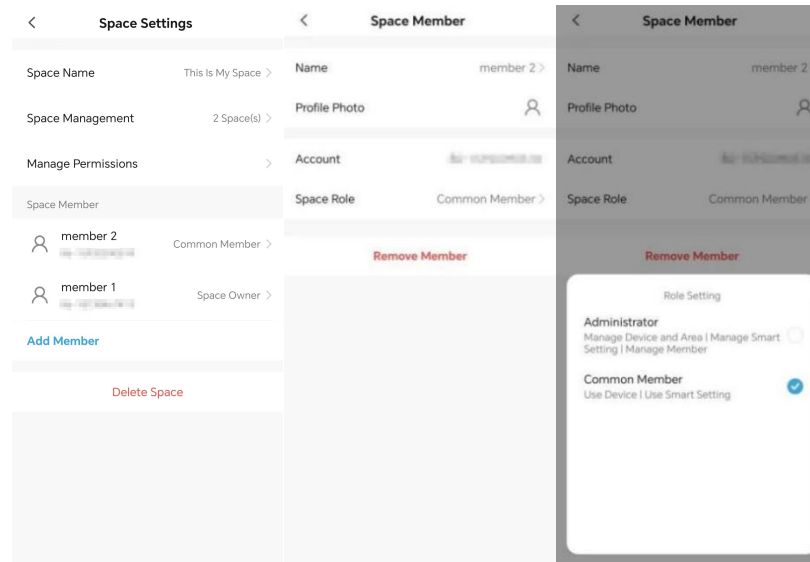 Space Settings
Space Name This Is My Space
Space Management 2 Space(s)
Manage Permissions
Space Member
member 2
Common Member
member 1
Space Owner
Add Member
Delete Space
Space Member
Name member 2
Profile Photo
Account
Space Role Common Member
Remove Member
Space Member
Name member 2
Profile Photo
Account
Space Role Common Member
Remove Member
Role Setting
Administrator
Manage Device and Area | Manage Smart
Setting | Manage Member
Common Member
Use Device | Use Smart Setting